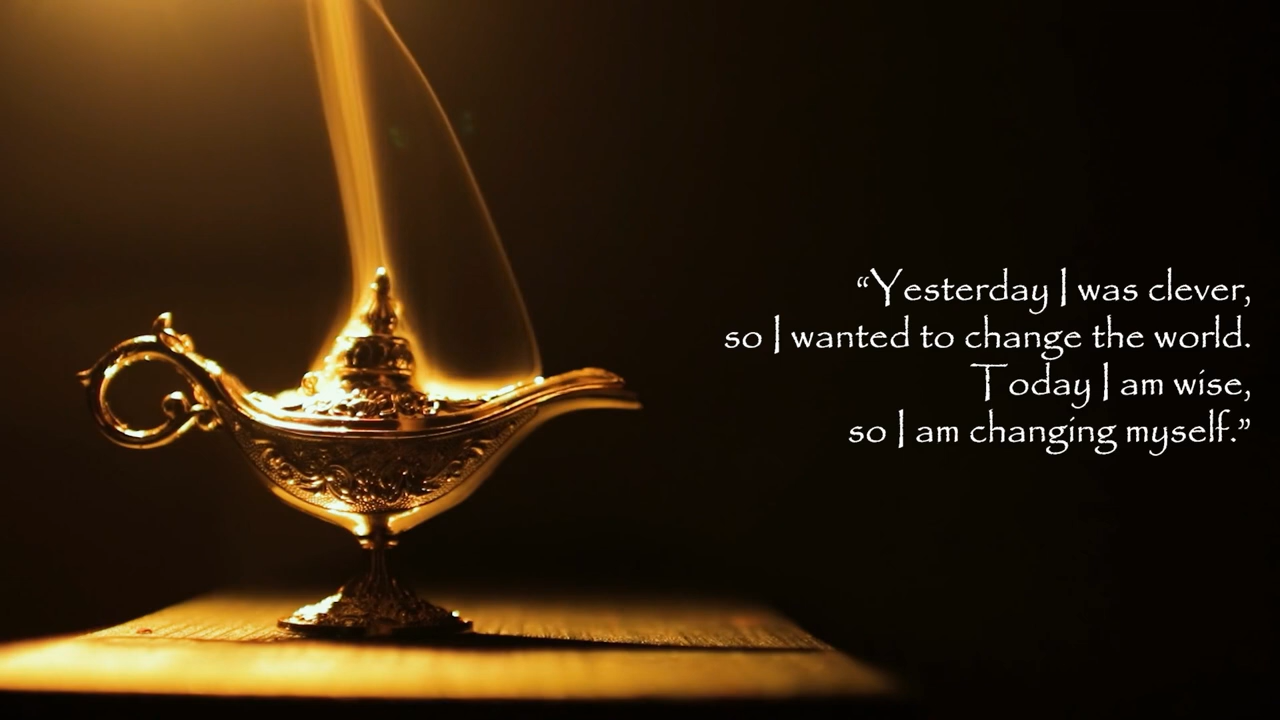 “Yesterday I was clever,
so I wanted to change the world.
Today I am wise,
so I am changing myself.”